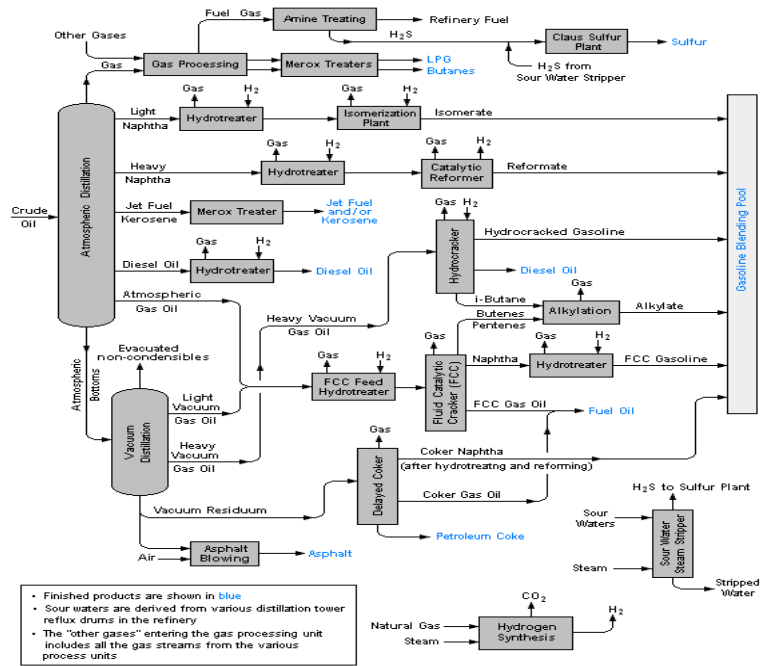 Fuel Gas
Amine Treating
Refinery Fuel
Other Gases
H2S
Claus Sulfur
Plant
Sulfur
Gas
Gas Processing
Merox Treaters
LPG
Butanes
H2S from
Sour Water Stripper
Gas
H2
Gas
H2
Light
Naphtha
Hydrotreater
Isomerization
Plant
Isomerate
Gas
H2
Gas
H2
Heavy
Naphtha
Hydrotreater
Catalytic
Reformer
Reformate
Atmospheric Distillation
Crude
Oil
Jet Fuel
Kerosene
Merox Treater
Jet Fuel
and/or
Kerosene
Gas
H2
Hydrocracker
Hydrocracked Gasoline
Gasoline Blending Pool
Gas
H2
Diesel Oil
Hydrotreater
Diesel Oil
Diesel Oil
Atmospheric
Gas Oil
Heavy Vacuum
Gas Oil
i-Butane
Butenes
Pentenes
Gas
Alkylation
Alkylate
Atmospheric
Bottoms
Evacuated
non-condensibles
Gas
H2
FCC Feed
Hydrotreater
Fluid Catalytic
Cracker (FCC)
Naphtha
Gas
H2
Hydrotreater
FCC Gasoline
Light
Vacuum
Gas Oil
FCC Gas Oil
Fuel Oil
Vacuum
Distillation
Heavy
Vacuum
Gas Oil
Gas
Delayed Coker
Coker Naphtha
(after hydrotreatng and reforming)
Coker Gas Oil
Vacuum Residuum
Petroleum Coke
Air
Asphalt
Blowing
Asphalt
H2S to Sulfur Plant
Sour
Waters
Sour Water
Steam Stripper
Steam
Stripped
Water
• Finished products are shown in blue
• Sour waters are derived from various distillation tower
reflux drums in the refinery
• The "other gases" entering the gas processing unit
includes all the gas streams from the various
process units
CO2
Natural Gas
Steam
Hydrogen
Synthesis
H2